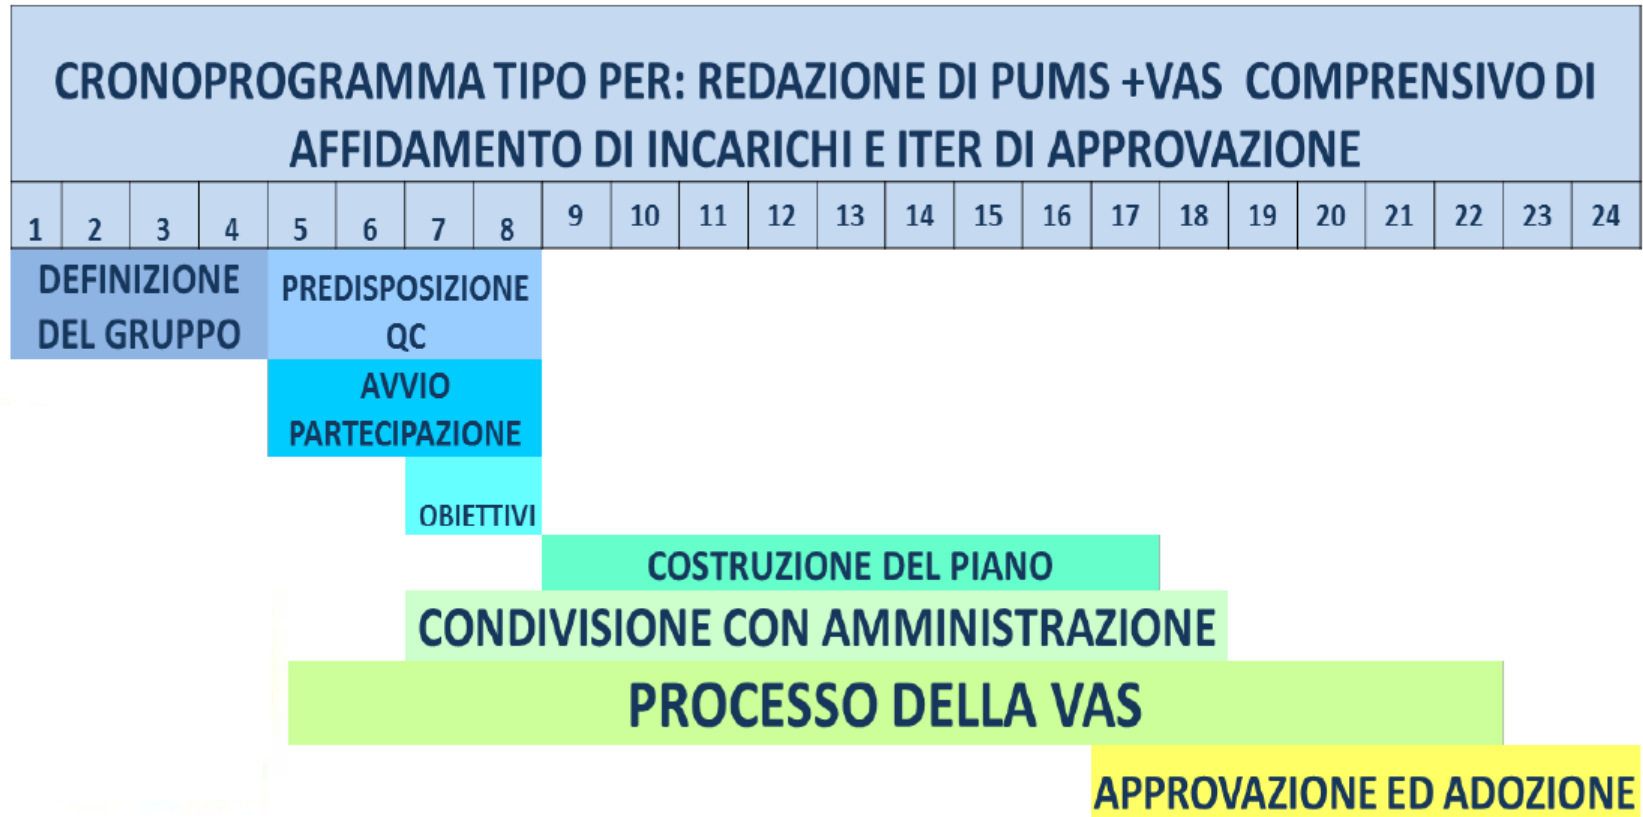 CRONOPROGRAMMA TIPO PER: REDAZIONE DI PUMS +VAS COMPRENSIVO DI
AFFIDAMENTO DI INCARICHI E ITER DI APPROVAZIONE
1 2 3 4 5 6 7 8 9 10 11 12 13 14 15 16 17 18 19 20 21 22 23 24
DEFINIZIONE
DEL GRUPPO
PREDISPOSIZIONE
QC
AVVIO
PARTECIPAZIONE
OBIETTIVI
COSTRUZIONE DEL PIANO
CONDIVISIONE CON AMMINISTRAZIONE
PROCESSO DELLA VAS
APPROVAZIONE ED ADOZIONE